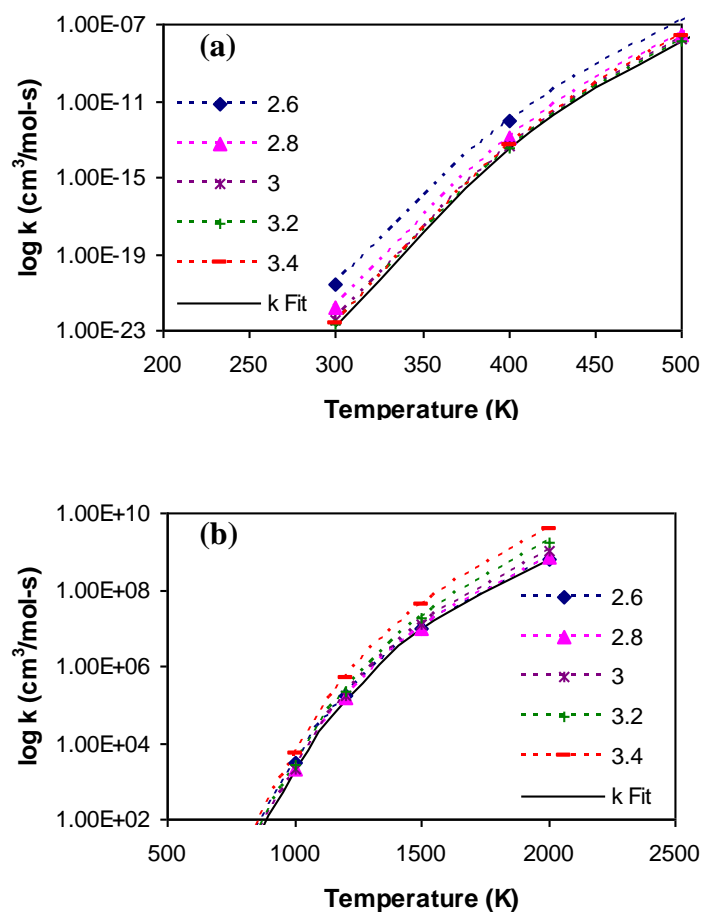 (a)
1.00E-07
1.00E-11
1.00E-15
1.00E-19
1.00E-23
log k (cm³/mol-s)
2.6
2.8
3
3.2
3.4
k Fit
200 250 300 350 400 450 500
Temperature (K)
(b)
1.00E+10
1.00E+08
1.00E+06
1.00E+04
1.00E+02
log k (cm³/mol-s)
2.6
2.8
3
3.2
3.4
k Fit
500 1000 1500 2000 2500
Temperature (K)